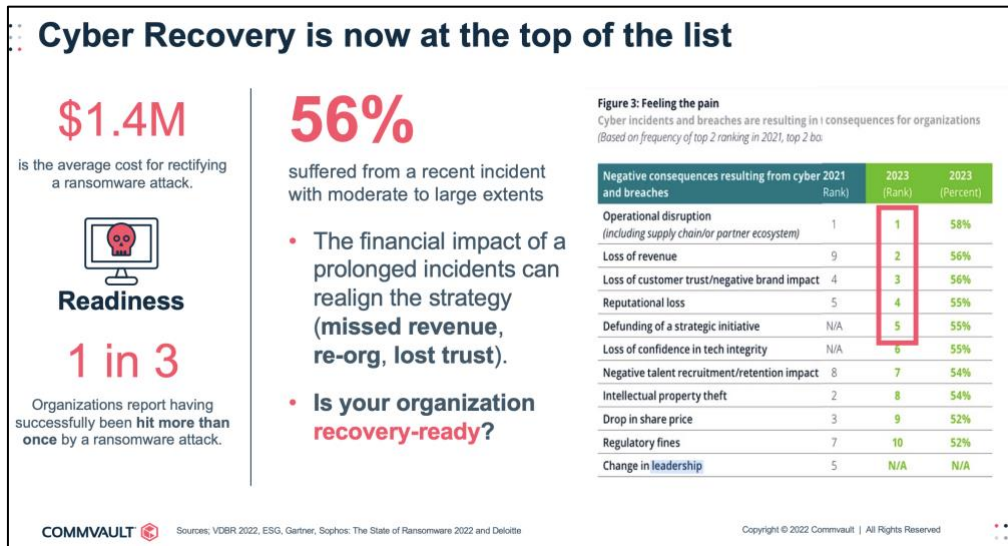 Cyber Recovery is now at the top of the list
$1.4M
is the average cost for rectifying
a ransomware attack.
Readiness
1 in 3
Organizations report having
successfully been hit more than
once by a ransomware attack.
56%
suffered from a recent incident
with moderate to large extents
• The financial impact of a
prolonged incidents can
realign the strategy
(missed revenue,
re-org, lost trust).
• Is your organization
recovery-ready?
Figure 3: Feeling the pain
Cyber incidents and breaches are resulting in consequences for organizations
(Based on frequency of top 2 ranking in 2021, top 2
Negative consequences resulting from cyber 2021 2023 2023
and breaches Rank) (Rank) (Percent)
Operational disruption 1 1 58%
(including supply chain/or partner ecosystem)
Loss of revenue 9 2 56%
Loss of customer trust/negative brand impact 4 3 56%
Reputational loss 5 4 55%
Defunding of a strategic initiative N/A 5 55%
Loss of confidence in tech integrity N/A 6 55%
Negative talent recruitment/retention impact 8 7 54%
Intellectual property theft 2 8 54%
Drop in share price 3 9 52%
Regulatory fines 7 10 52%
Change in leadership 5 N/A N/A
COMMVAULT
Sources; VDBR 2022, ESG, Gartner, Sophos: The State of Ransomware 2022 and Deloitte
Copyright © 2022 Commvault | All Rights Reserved